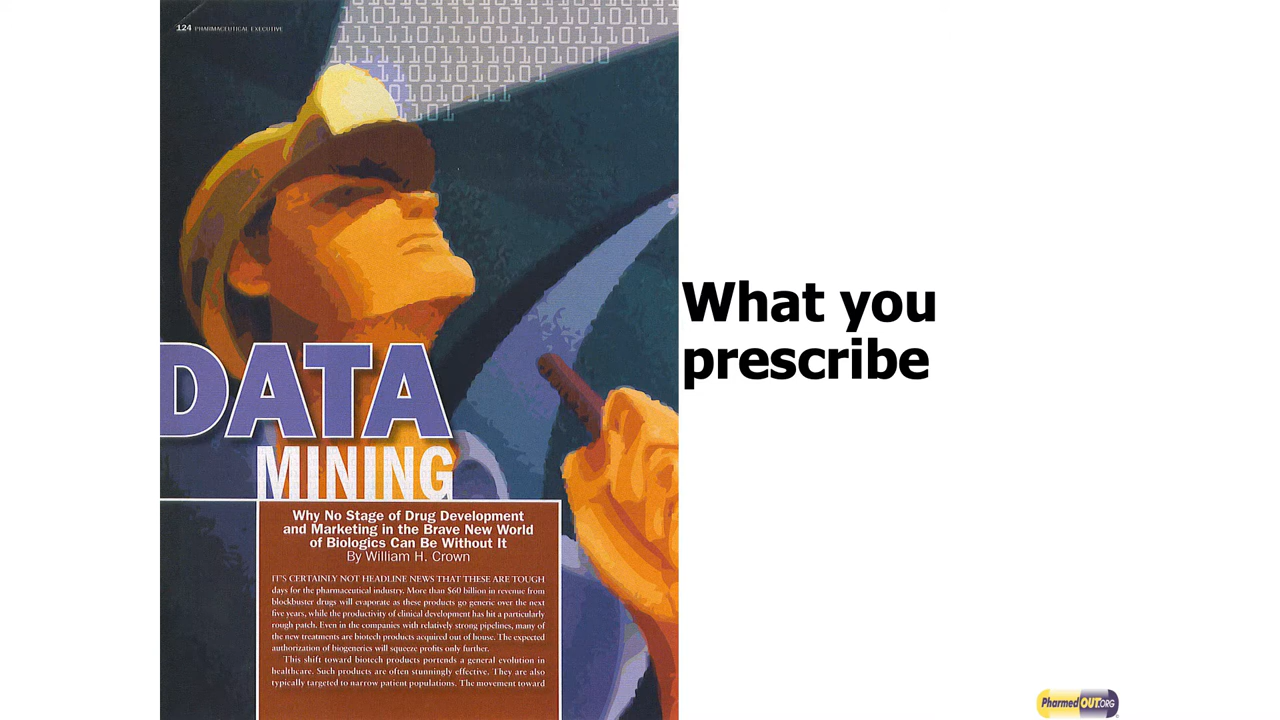 124 PHARMACEUTICAL EXECUTIVE
DATA
MINING
Why No Stage of Drug Development
and Marketing in the Brave New World
of Biologics Can Be Without It
By William H. Crown
IT'S CERTAINLY NOT HEADLINE NEWS THAT THESE ARE TOUGH
days for the pharmaceutical industry. More than $60 billion in revenue from
blockbuster drugs will evaporate as these products go generic over the next
five years, while the productivity of clinical development has hit a particularly
rough patch. Even in the companies with relatively strong pipelines, many of
the new treatments are biotech products acquired out of house. The expected
authorization of biogenerics will squeeze profits only further.
This shift toward biotech products portends a general evolution in
healthcare. Such products are often stunningly effective. They are also
typically targeted to narrow patient populations. The movement toward
What you
prescribe
PharmedOUT.ORG